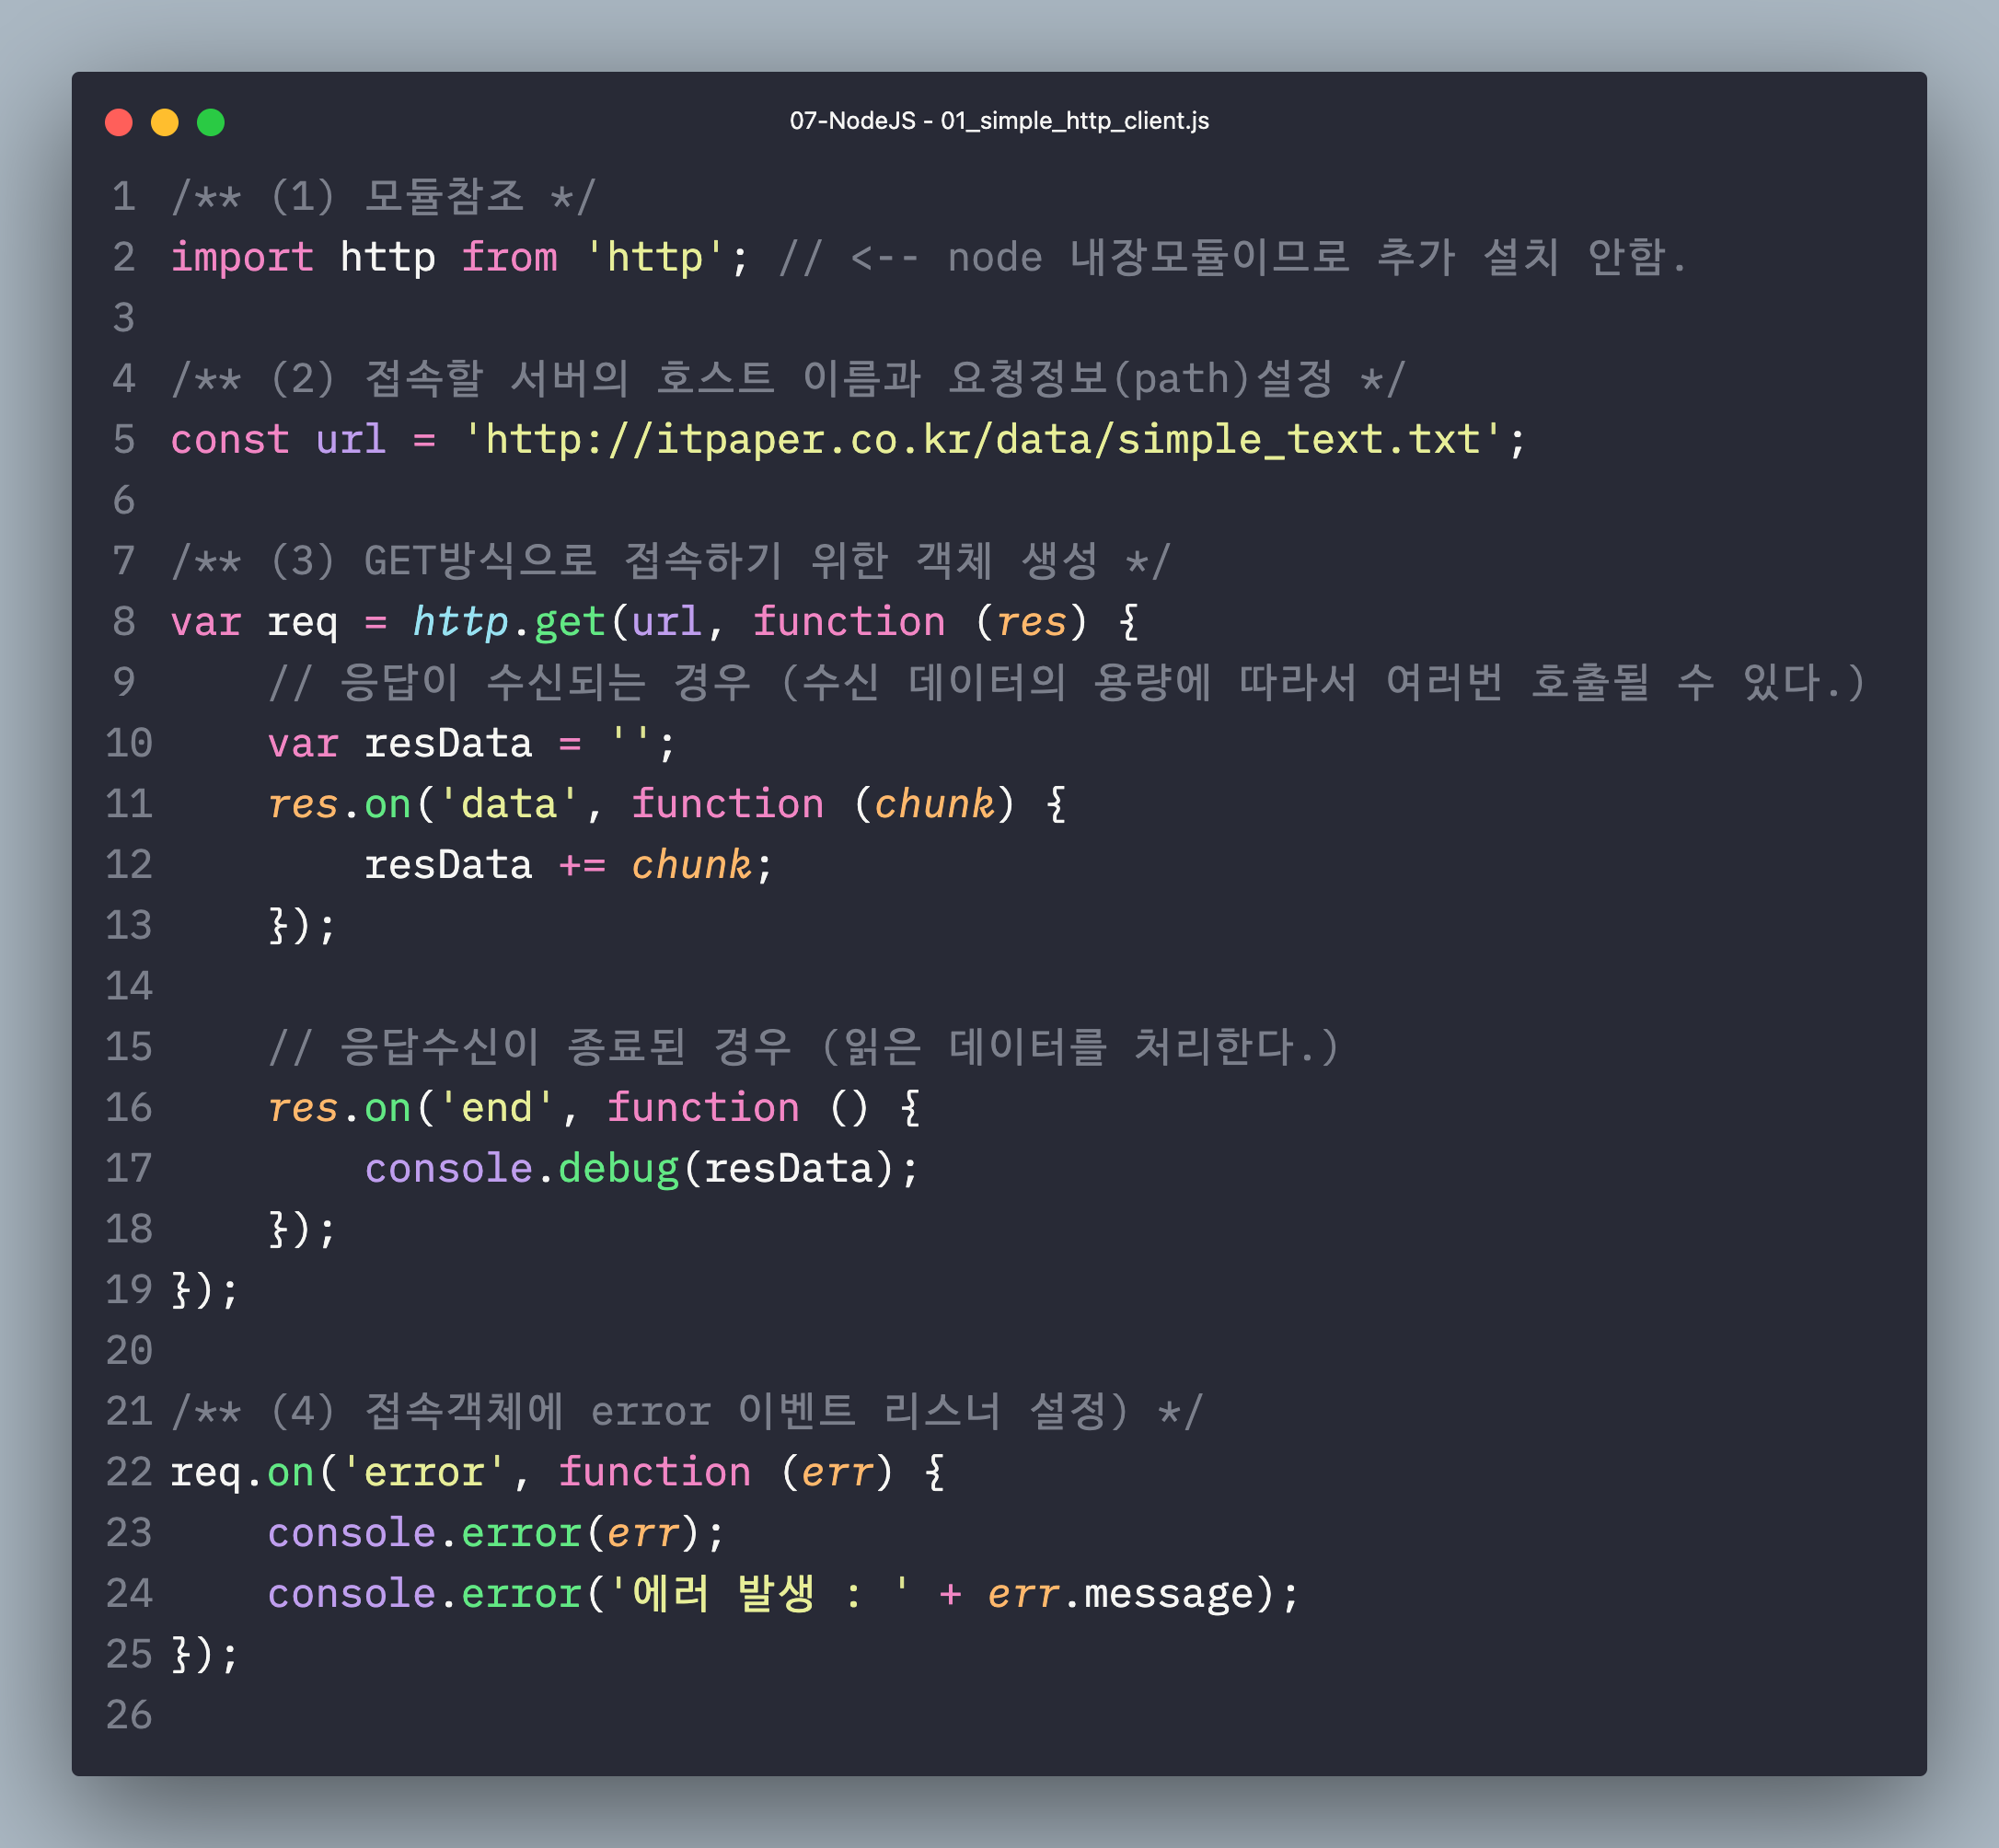 07-NodeJS - 01_simple_http_client.js
1 /** (1) 모듈참조 */
2 import http from 'http'; // <-- node 내장모듈이므로 추가 설치 안함.
3
4 /** (2) 접속할 서버의 호스트 이름과 요청정보(path)설정 */
5 const url = 'http://itpaper.co.kr/data/simple_text.txt';
6
7 /** (3) GET방식으로 접속하기 위한 객체 생성 */
8 var req = http.get(url, function (res) {
9     // 응답이 수신되는 경우 (수신 데이터의 용량에 따라서 여러번 호출될 수 있다.)
10     var resData = '';
11     res.on('data', function (chunk) {
12         resData += chunk;
13     });
14
15     // 응답수신이 종료된 경우 (읽은 데이터를 처리한다.)
16     res.on('end', function () {
17         console.debug(resData);
18     });
19 });
20
21 /** (4) 접속객체에 error 이벤트 리스너 설정) */
22 req.on('error', function (err) {
23     console.error(err);
24     console.error('에러 발생 : ' + err.message);
25 });
26